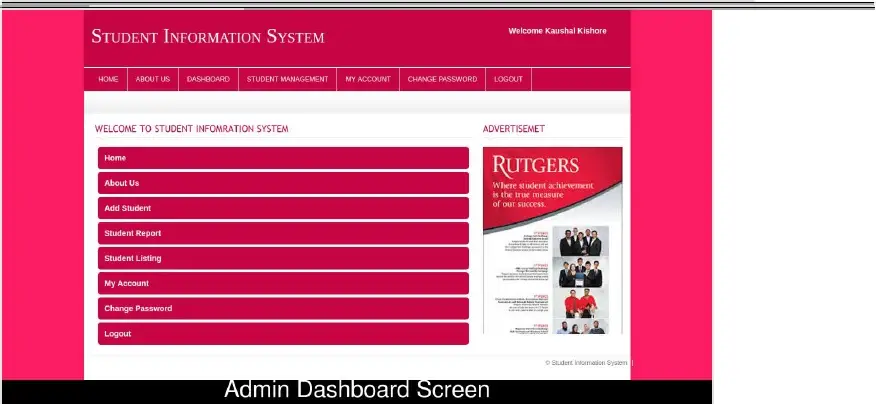 STUDENT INFORMATION SYSTEM
Welcome Kaushal Kishore
HOME ABOUT US DASHBOARD STUDENT MANAGEMENT MY ACCOUNT CHANGE PASSWORD LOGOUT
WELCOME TO STUDENT INFOMRATION SYSTEM
ADVERTISEMET
Home
About Us
Add Student
Student Report
Student Listing
My Account
Change Password
Logout
RUTGERS
Where student achievement
is the true measure
of our success.
© Student Information System |
Admin Dashboard Screen